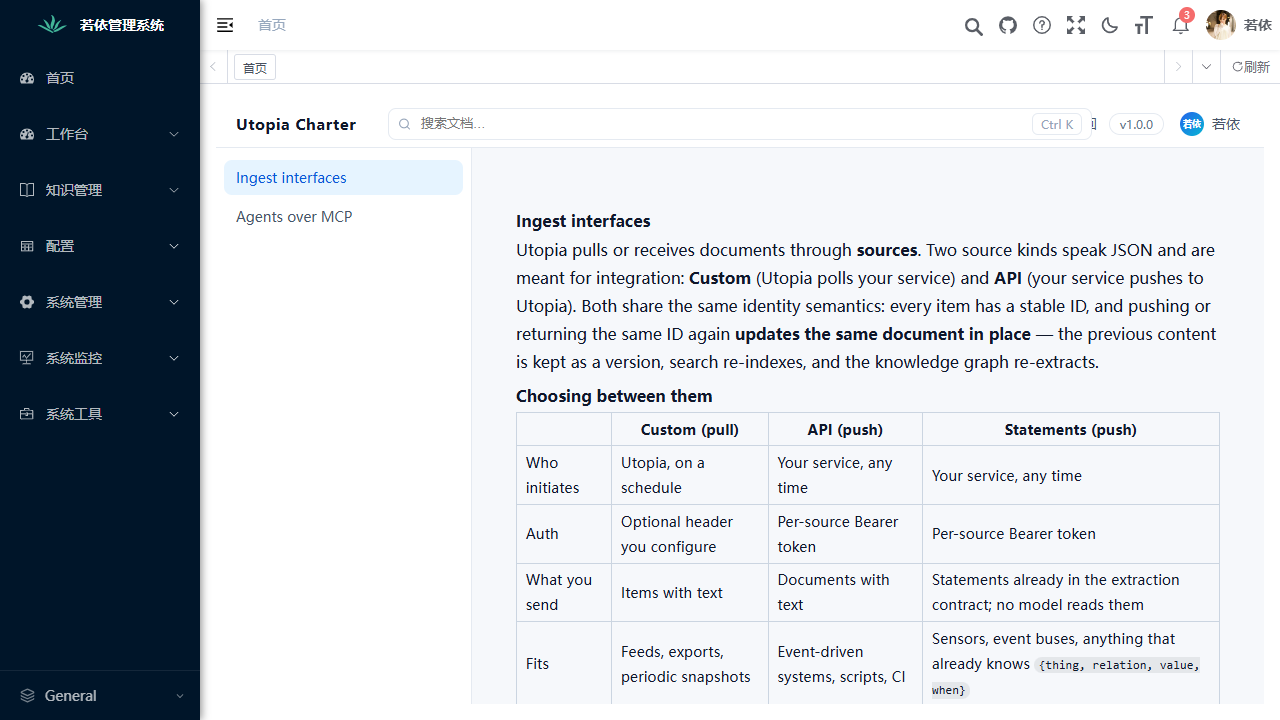 若依管理系统
首页
工作台
知识管理
配置
系统管理
系统监控
系统工具
General
首页
3
若依
首页
刷新
Utopia Charter
搜索文档...
Ctrl K
v1.0.0
若依
若依
Ingest interfaces
Agents over MCP
Ingest interfaces
Utopia pulls or receives documents through sources. Two source kinds speak JSON and are
meant for integration: Custom (Utopia polls your service) and API (your service pushes to
Utopia). Both share the same identity semantics: every item has a stable ID, and pushing or
returning the same ID again updates the same document in place — the previous content
is kept as a version, search re-indexes, and the knowledge graph re-extracts.
Choosing between them
Custom (pull) API (push) Statements (push)
Who initiates Utopia, on a schedule Your service, any time Your service, any time
Auth Optional header you configure Per-source Bearer token Per-source Bearer token
What you send Items with text Documents with text Statements already in the extraction contract; no model reads them
Fits Feeds, exports, periodic snapshots Event-driven systems, scripts, CI Sensors, event buses, anything that already knows {thing, relation, value, when}